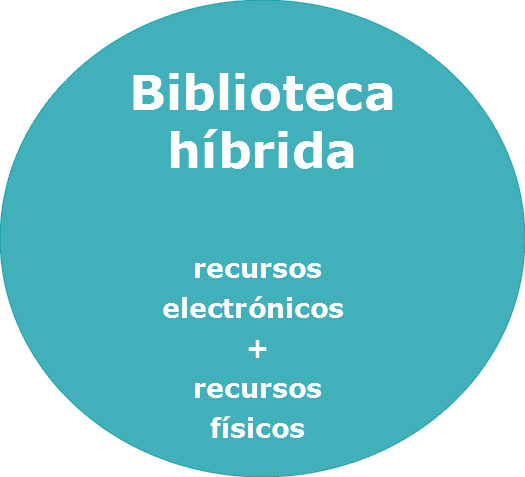 Biblioteca
híbrida
recursos
electrónicos
+
recursos
físicos